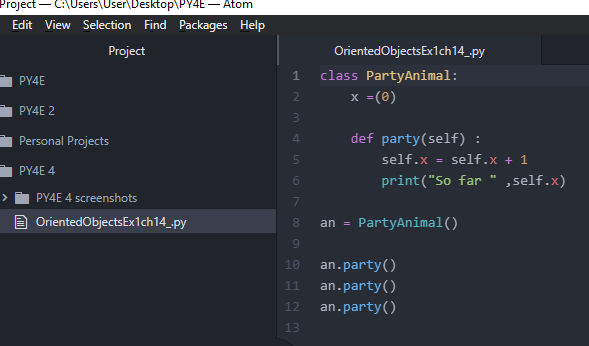 Project — C:\Users\User\Desktop\PY4E — Atom
Edit View Selection Find Packages Help
Project
PY4E
PY4E 2
Personal Projects
PY4E 4
PY4E 4 screenshots
OrientedObjectsEx1ch14_.py
OrientedObjectsEx1ch14_.py
1 class PartyAnimal:
2 x =(0)
3
4 def party(self) :
5 self.x = self.x + 1
6 print("So far " ,self.x)
7
8 an = PartyAnimal()
9
10 an.party()
11 an.party()
12 an.party()
13